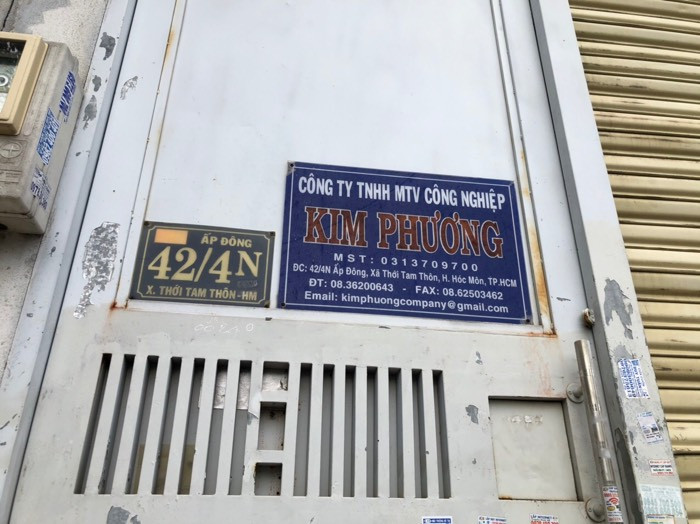 ẤP ĐÔNG
42/4N
X. THỚI TAM THÔN-HM
CÔNG TY TNHH MTV CÔNG NGHIỆP
KIM PHƯƠNG
MST: 0313709700
ĐC: 42/4N Ấp Đông, Xã Thới Tam Thôn, H. Hóc Môn, TP.HCM
ĐT: 08.36200643 - FAX: 08.62503462
Email: kimphuongcompany@gmail.com